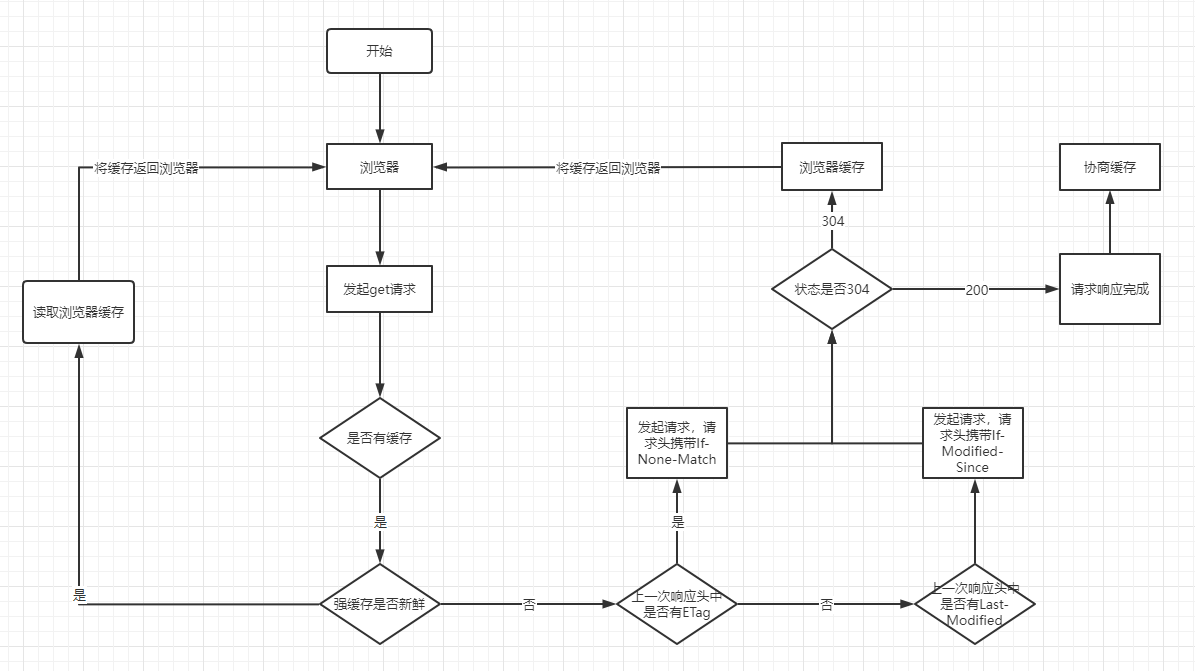 开始
将缓存返回浏览器
浏览器
将缓存返回浏览器
浏览器缓存
协商缓存
304
发起get请求
状态是否304
200
请求响应完成
读取浏览器缓存
是否有缓存
发起请求，请
求头携带If-
None-Match
发起请求，请
求头携带If-
Modified-
Since
是
是
是
强缓存是否新鲜
否
上一次响应头中
是否有ETag
否
上一次响应头中
是否有Last-
Modified